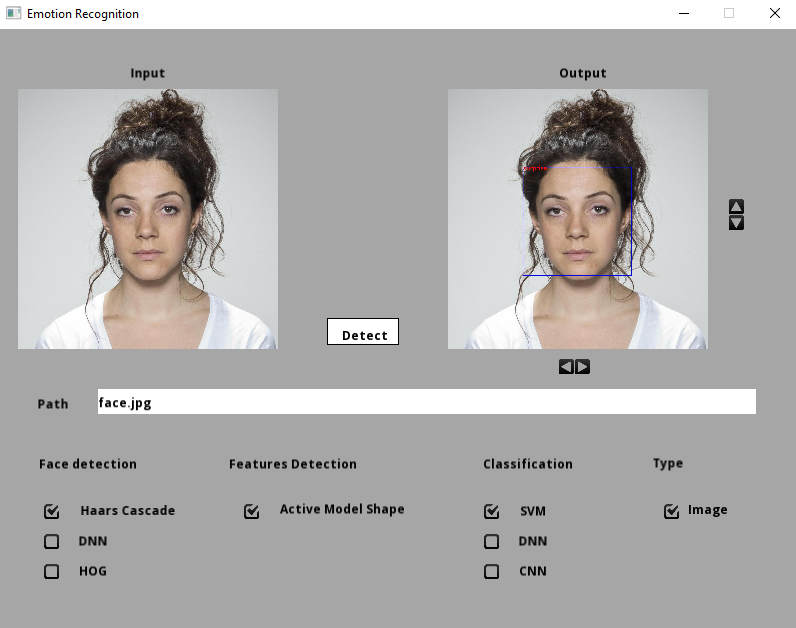 Emotion Recognition
Input
Output
Detect
Path
face.jpg
Face detection
Features Detection
Classification
Type
Haars Cascade
Active Model Shape
SVM
Image
DNN
DNN
HOG
CNN